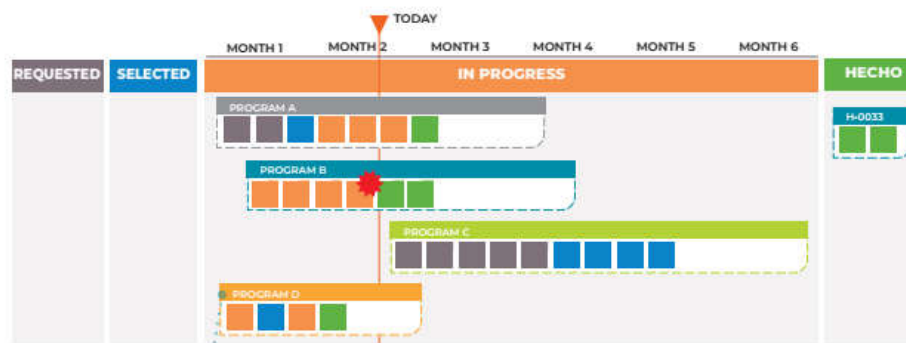 TODAY
MONTH 1 MONTH 2 MONTH 3 MONTH 4 MONTH 5 MONTH 6
REQUESTED SELECTED IN PROGRESS HECHO
PROGRAM A
H-0033
PROGRAM B
PROGRAM C
PROGRAM D